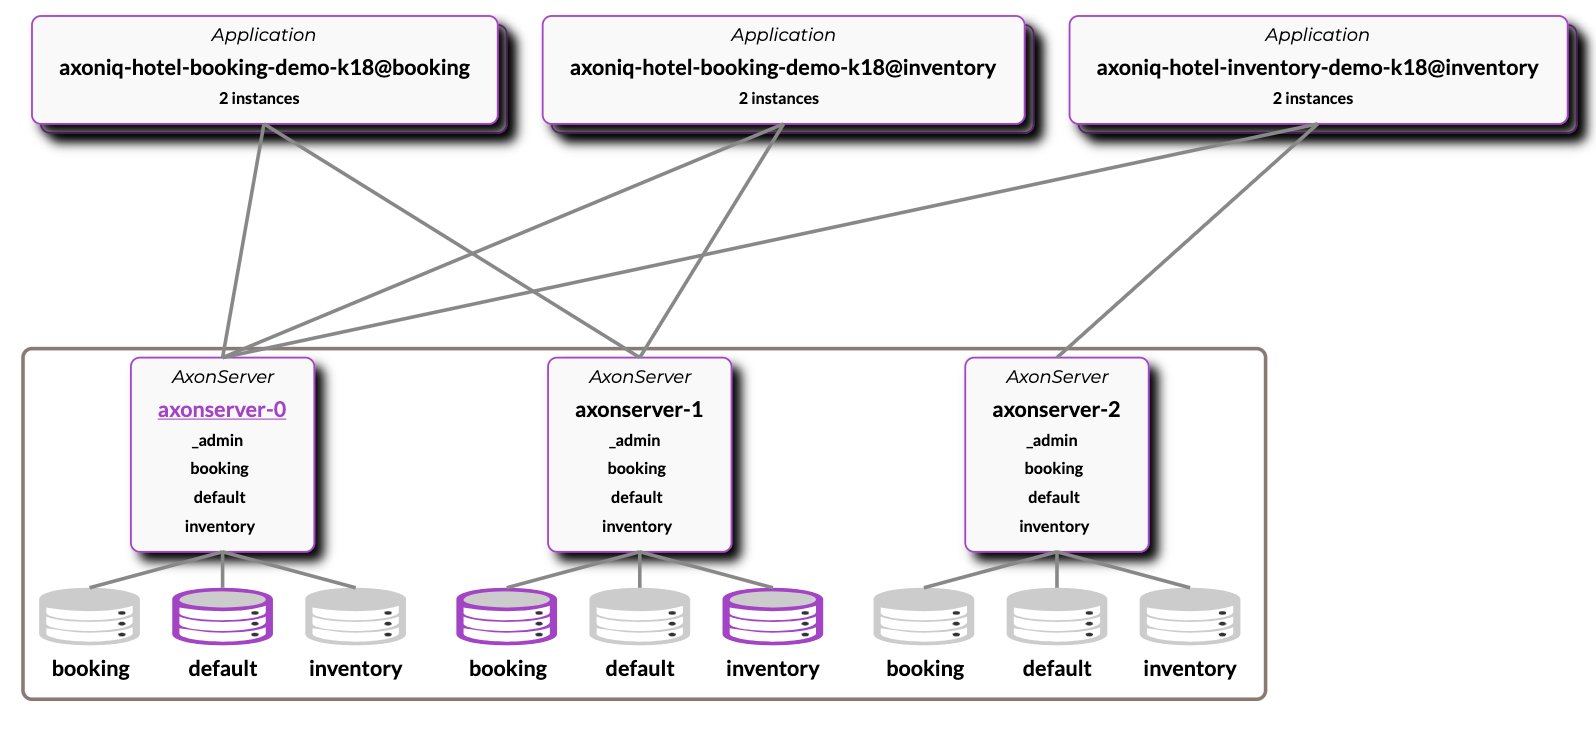 Application
axoniq-hotel-booking-demo-k18@booking
2 instances
Application
axoniq-hotel-booking-demo-k18@inventory
2 instances
Application
axoniq-hotel-inventory-demo-k18@inventory
2 instances
AxonServer
axonserver-0
_admin
booking
default
inventory
AxonServer
axonserver-1
_admin
booking
default
inventory
AxonServer
axonserver-2
_admin
booking
default
inventory
booking
default
inventory
booking
default
inventory
booking
default
inventory